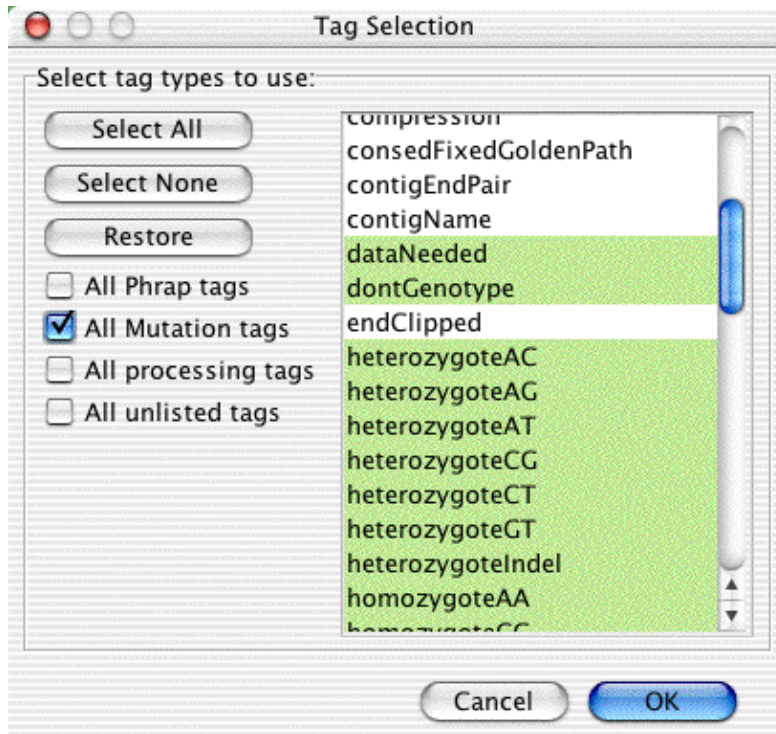 Tag Selection
Select tag types to use:
Select All
Select None
Restore
All Phrap tags
All Mutation tags
All processing tags
All unlisted tags
compression
consedFixedGoldenPath
contigEndPair
contigName
dataNeeded
dontGenotype
endClipped
heterozygoteAC
heterozygoteAG
heterozygoteAT
heterozygoteCG
heterozygoteCT
heterozygoteGT
heterozygoteIndel
homozygoteAA
Cancel
OK